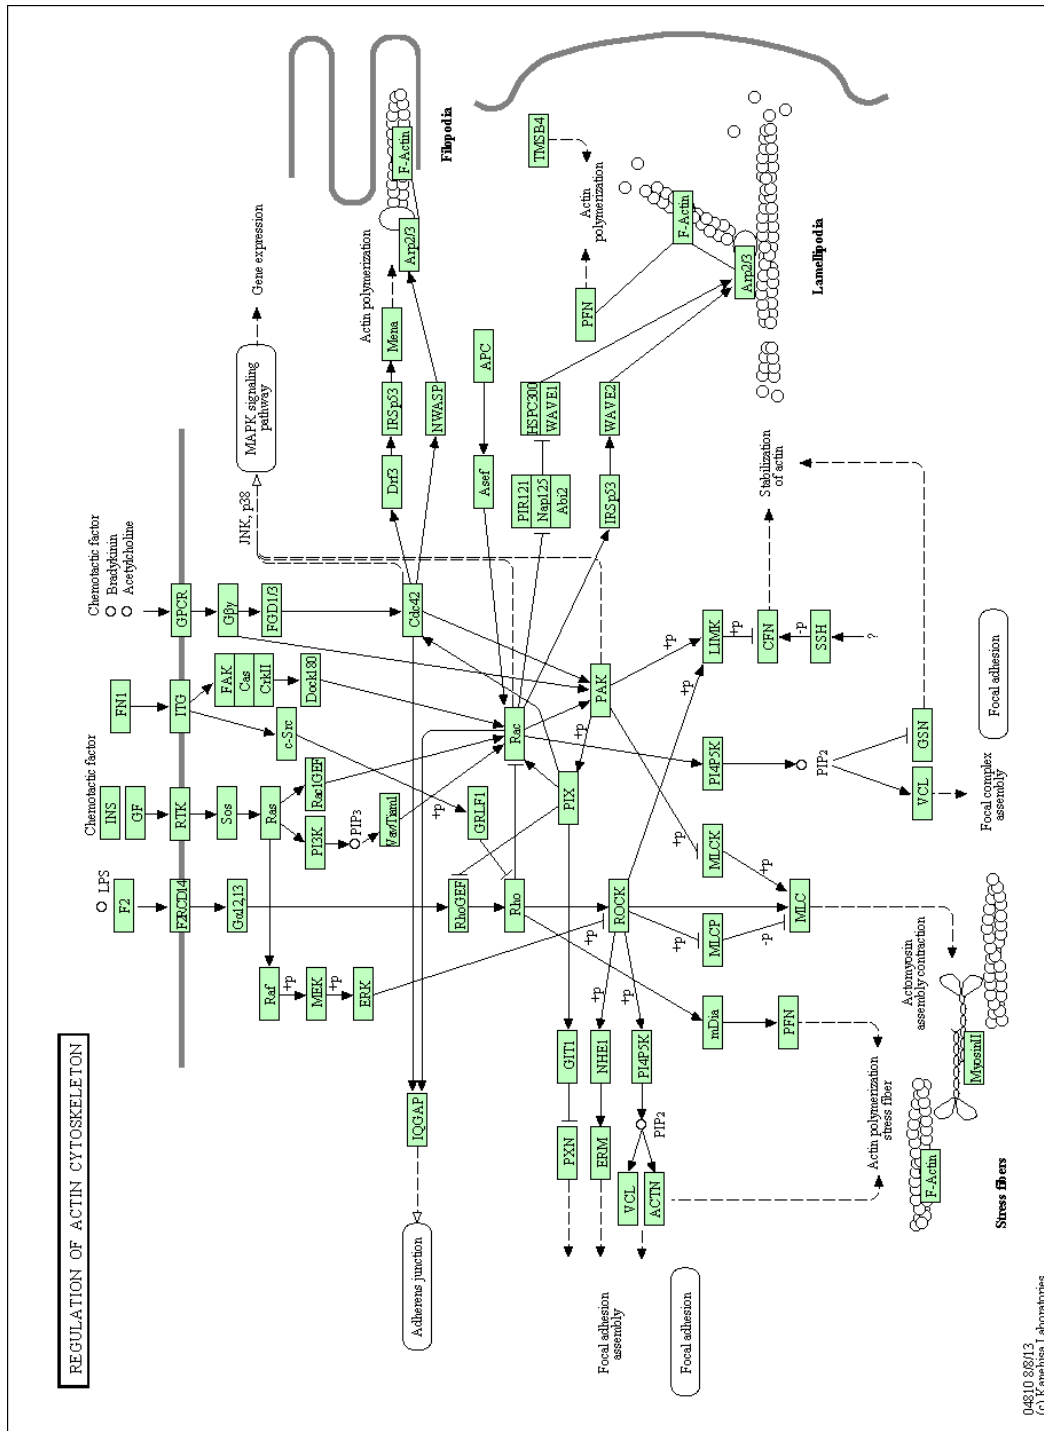 REGULATION OF ACTIN CYTOSKELETON
LPS
F2
CD14
Gα12,13
Chemotactic factor
INS
GF
RTK
Sos
Ras
Raf
+p
MEK
+p
ERK
PI3K
PIP3
Vav/Tiam1
Rac1GEF
FN1
ITG
FAK
Cas
CrkII
Dock180
c-Src
+p
GRLF1
Chemotactic factor
Bradykinin
Acetylcholine
GPCR
Gβγ
FGD1/3
Cdc42
JNK, p38
MAPK signaling
pathway
Gene expression
Drf3
IRSp53
Mena
Actin polymerization
NWASP
Arp2/3
F-Actin
Filopodia
APC
Asef
Rac
PIR121
Nap125
Abi2
HSPC300
WAVE1
IRSp53
WAVE2
TMSB4
Actin
polymerization
PFN
F-Actin
Arp2/3
Lamellipodia
IQGAP
Adherens junction
RhoGEF
Rho
PIX
+p
PAK
+p
LIMK
+p
+p
CFN
-p
SSH
?
Stabilization
of actin
PI4P5K
PIP2
VCL
GSN
Focal complex
assembly
Focal adhesion
ROCK
+p
MLCK
+p
+p
MLCP
+p
-p
MLC
Actomyosin
assembly contraction
GIT1
PXN
NHE1
+p
ERM
PI4P5K
+p
PIP2
VCL
ACTN
Focal adhesion
assembly
Focal adhesion
mDia
PFN
Actin polymerization
stress fiber
MyosinII
F-Actin
Stress fibers
04810 8/8/13
(c) Kanehisa Laboratories